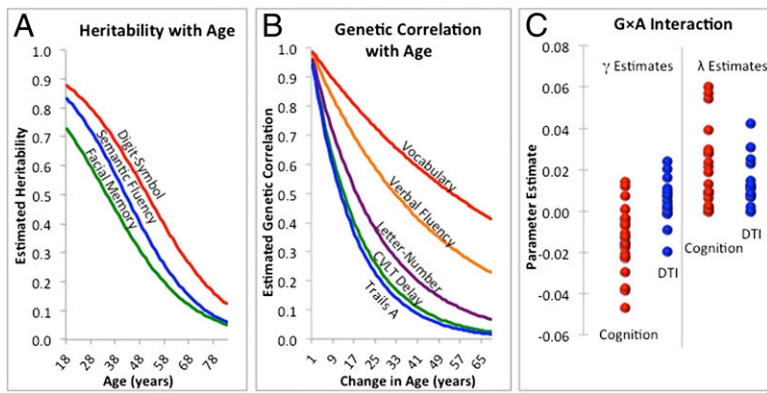 A
Heritability with Age
Estimated Heritability
1.0
0.9
0.8
0.7
0.6
0.5
0.4
0.3
0.2
0.1
0.0
Digit-Symbol
Semantic Fluency
Facial Memory
18 28 38 48 58 68 78
Age (years)
B
Genetic Correlation
with Age
Estimated Genetic Correlation
1.0
0.9
0.8
0.7
0.6
0.5
0.4
0.3
0.2
0.1
0.0
Vocabulary
Verbal Fluency
Letter-Number
CVLT Delay
Trails A
1 9 17 25 33 41 49 57 65
Change in Age (years)
C
G×A Interaction
Parameter Estimate
0.08
0.06
0.04
0.02
0.00
-0.02
-0.04
-0.06
γ Estimates
λ Estimates
DTI
Cognition
Cognition
DTI